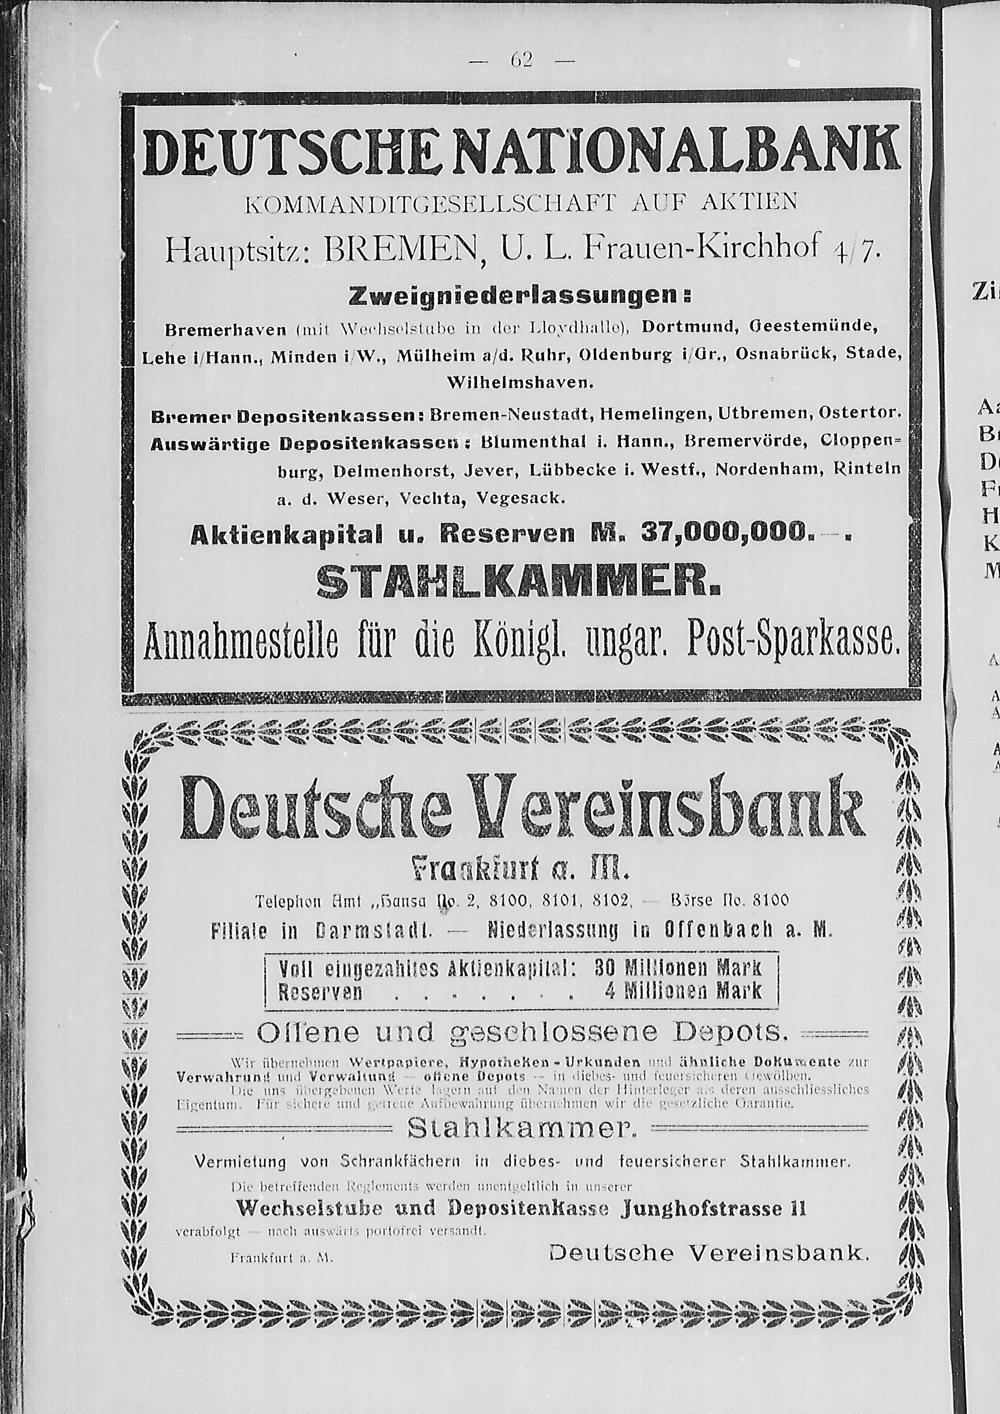 — 62 —
DEUTSCHE NATIONALBANK
KOMMANDITGESELLSCHAFT AUF AKTIEN
Hauptsitz: BREMEN, U. L. Frauen-Kirchhof 4/7.
Zweigniederlassungen:
Bremerhaven (mit Wechselstube in der Lloydhalle), Dortmund, Geestemünde,
Lehe i/Hann., Minden i/W., Mülheim a/d. Ruhr, Oldenburg i/Gr., Osnabrück, Stade,
Wilhelmshaven.
Bremer Depositenkassen: Bremen-Neustadt, Hemelingen, Utbremen, Ostertor.
Auswärtige Depositenkassen: Blumenthal i. Hann., Bremervörde, Cloppen=
burg, Delmenhorst, Jever, Lübbecke i. Westf., Nordenham, Rinteln
a. d. Weser, Vechta, Vegesack.
Aktienkapital u. Reserven M. 37,000,000.—.
STAHLKAMMER.
Annahmestelle für die Königl. ungar. Post-Sparkasse.
Deutsche Vereinsbank
Frankfurt a. M.
Telephon Amt „Hansa No. 2, 8100, 8101, 8102, — Börse No. 8100
Filiale in Darmstadt. — Niederlassung in Offenbach a. M.
Voll eingezahltes Aktienkapital: 30 Millionen Mark
Reserven . . . . . . . 4 Millionen Mark
Offene und geschlossene Depots.
Wir übernehmen Wertpapiere, Hypotheken-Urkunden und ähnliche Dokumente zur
Verwahrung und Verwaltung — offene Depots — in diebes- und feuersicheren Gewölben.
Die uns übergebenen Werte lagern auf den Namen der Hinterleger als deren ausschliessliches
Eigentum. Für sichere und getreue Aufbewahrung übernehmen wir die gesetzliche Garantie.
Stahlkammer.
Vermietung von Schrankfächern in diebes- und feuersicherer Stahlkammer.
Die betreffenden Reglements werden unentgeltlich in unserer
Wechselstube und Depositenkasse Junghofstrasse 11
verabfolgt — nach auswärts portofrei versandt.
Frankfurt a. M. Deutsche Vereinsbank.